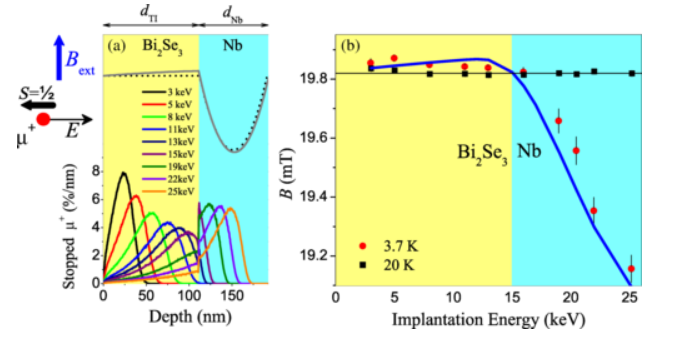 d_TI
d_Nb
(a)
Bi₂Se₃
Nb
B_ext
S=½
μ⁺
E
3 keV
5 keV
8 keV
11keV
13keV
15keV
19keV
22keV
25keV
Stopped μ⁺ (%/nm)
8
6
4
2
0
0
50
100
150
Depth (nm)
(b)
B (mT)
19.8
19.6
19.4
19.2
Bi₂Se₃
Nb
3.7 K
20 K
0
5
10
15
20
25
Implantation Energy (keV)